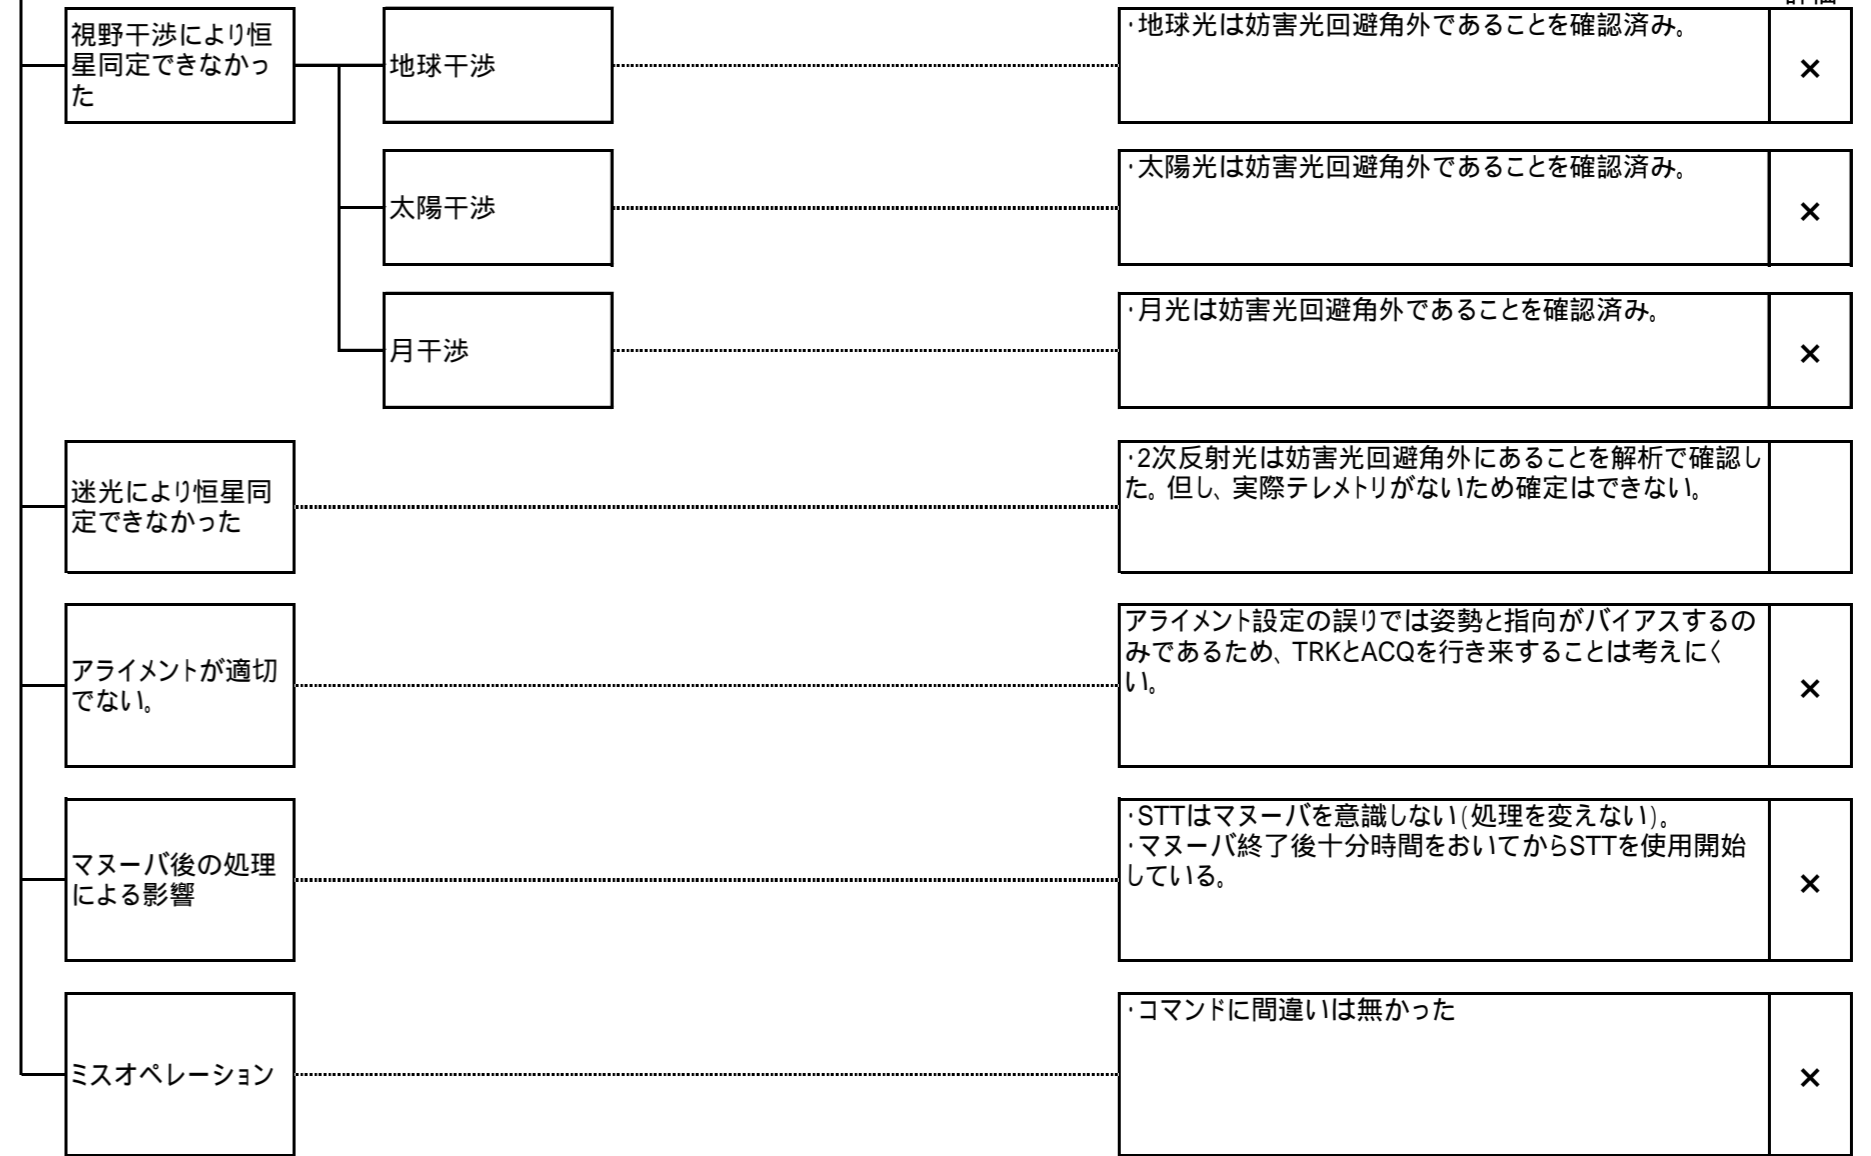 視野干渉により恒
星同定できなかっ
た
地球干渉
・地球光は妨害光回避角外であることを確認済み。
×
太陽干渉
・太陽光は妨害光回避角外であることを確認済み。
×
月干渉
・月光は妨害光回避角外であることを確認済み。
×
迷光により恒星同
定できなかった
・2次反射光は妨害光回避角外にあることを解析で確認し
た。但し、実際テレメトリがないため確定はできない。
アライメントが適切
でない。
アライメント設定の誤りでは姿勢と指向がバイアスするの
みであるため、TRKとACQを行き来することは考えにく
い。
×
マヌーバ後の処理
による影響
・STTはマヌーバを意識しない(処理を変えない)。
・マヌーバ終了後十分時間をおいてからSTTを使用開始
している。
×
ミスオペレーション
・コマンドに間違いは無かった
×